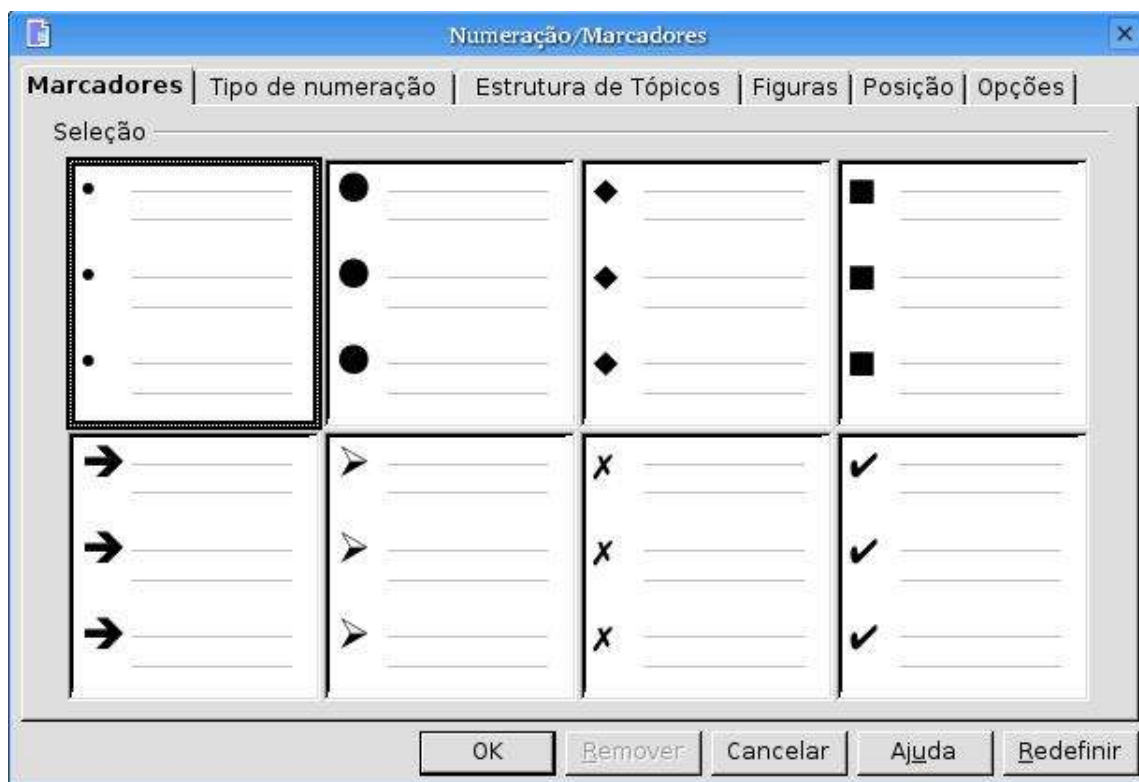 Numeração/Marcadores
Marcadores Tipo de numeração Estrutura de Tópicos Figuras Posição Opções
Seleção
OK Remover Cancelar Ajuda Redefinir